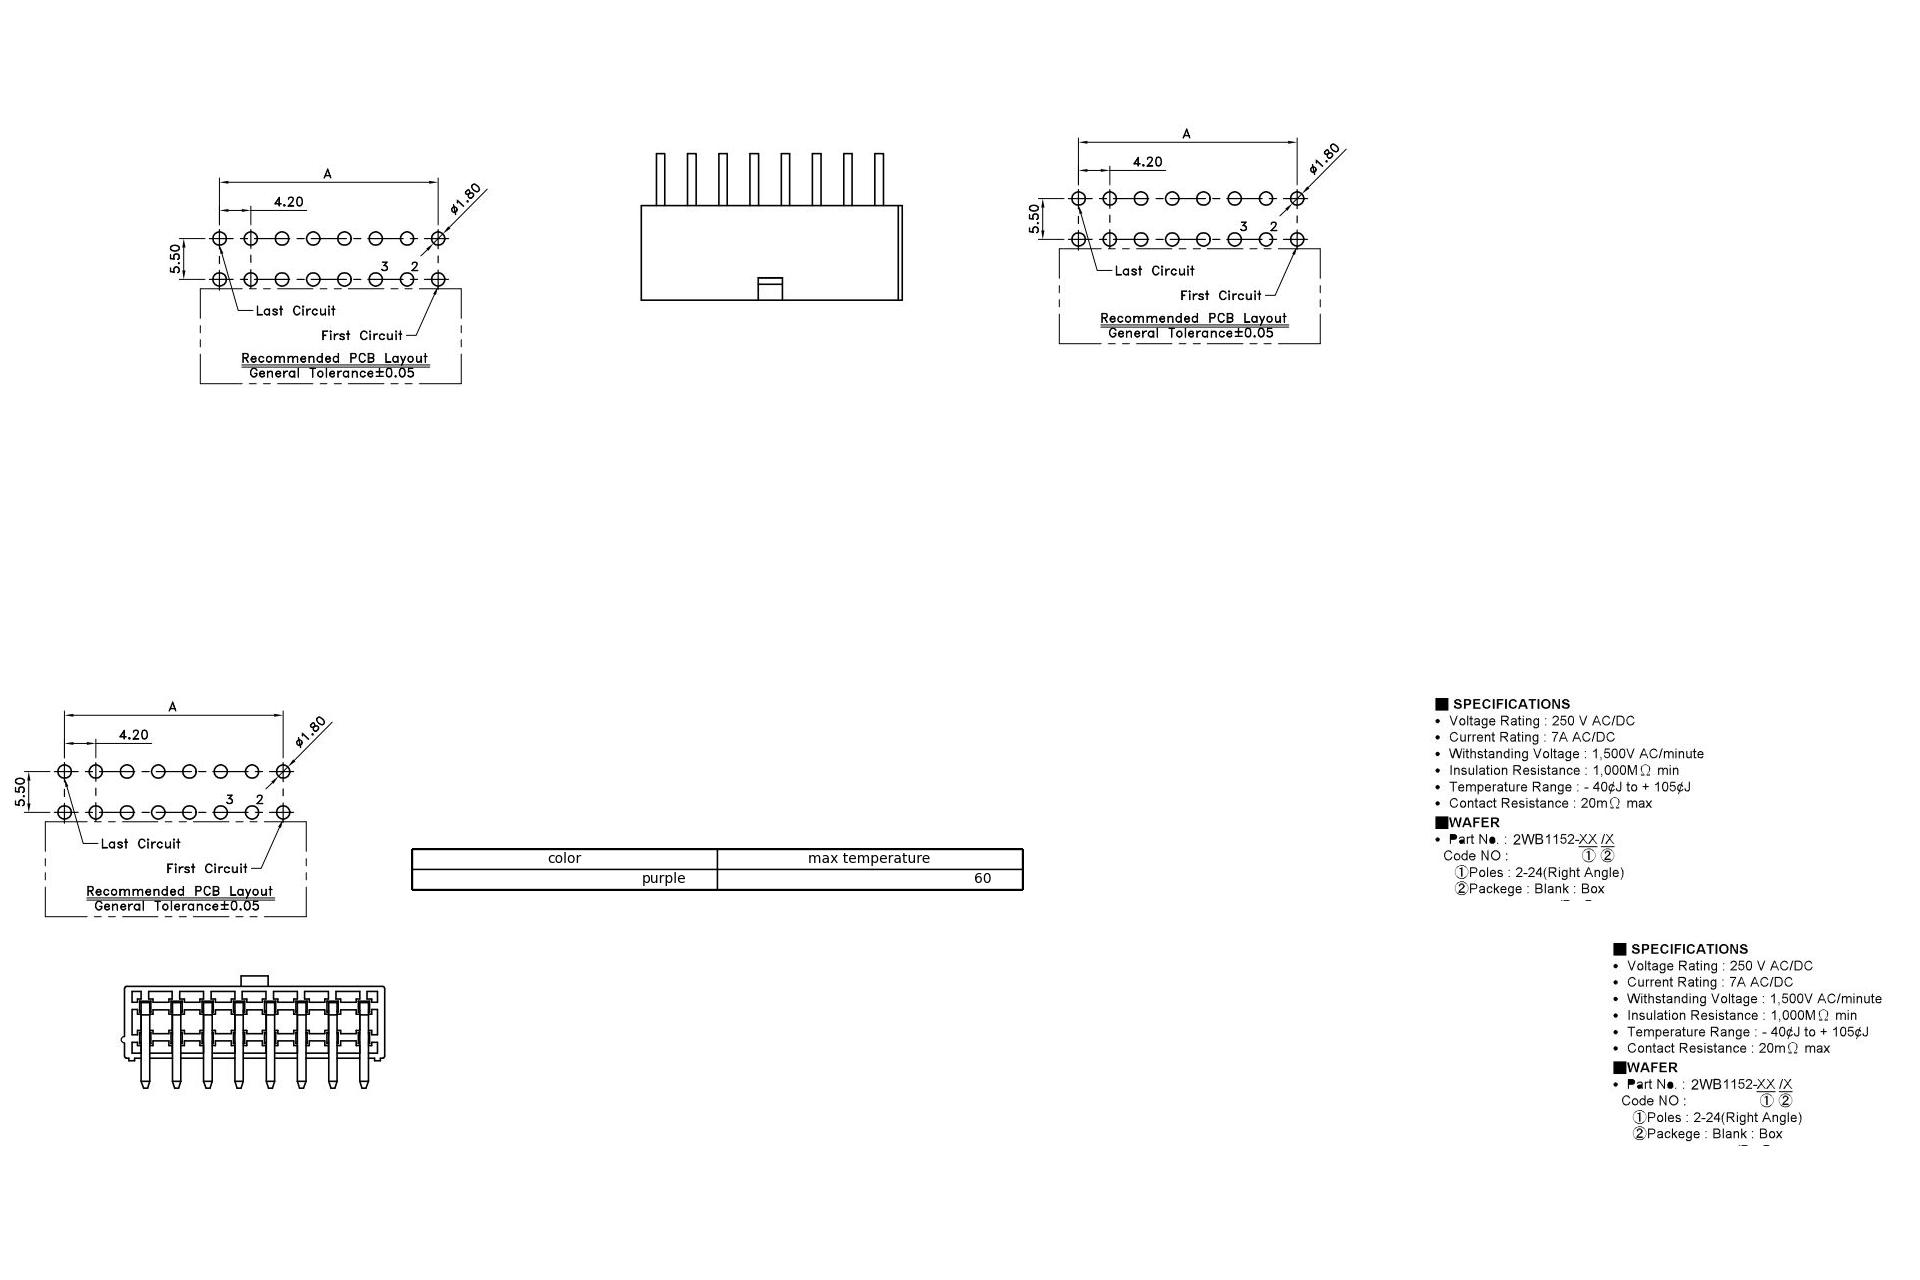 A
4.20
ø1.80
5.50
3 2
Last Circuit
First Circuit
Recommended PCB Layout
General Tolerance±0.05
A
4.20
ø1.80
5.50
3 2
Last Circuit
First Circuit
Recommended PCB Layout
General Tolerance±0.05
A
4.20
ø1.80
5.50
3 2
Last Circuit
First Circuit
Recommended PCB Layout
General Tolerance±0.05
color max temperature
purple 60
■ SPECIFICATIONS
• Voltage Rating : 250 V AC/DC
• Current Rating : 7A AC/DC
• Withstanding Voltage : 1,500V AC/minute
• Insulation Resistance : 1,000MΩ min
• Temperature Range : - 40¢J to + 105¢J
• Contact Resistance : 20mΩ max
■WAFER
• Part No. : 2WB1152-XX /X
Code NO : ① ②
①Poles : 2-24(Right Angle)
②Packege : Blank : Box
■ SPECIFICATIONS
• Voltage Rating : 250 V AC/DC
• Current Rating : 7A AC/DC
• Withstanding Voltage : 1,500V AC/minute
• Insulation Resistance : 1,000MΩ min
• Temperature Range : - 40¢J to + 105¢J
• Contact Resistance : 20mΩ max
■WAFER
• Part No. : 2WB1152-XX /X
Code NO : ① ②
①Poles : 2-24(Right Angle)
②Packege : Blank : Box